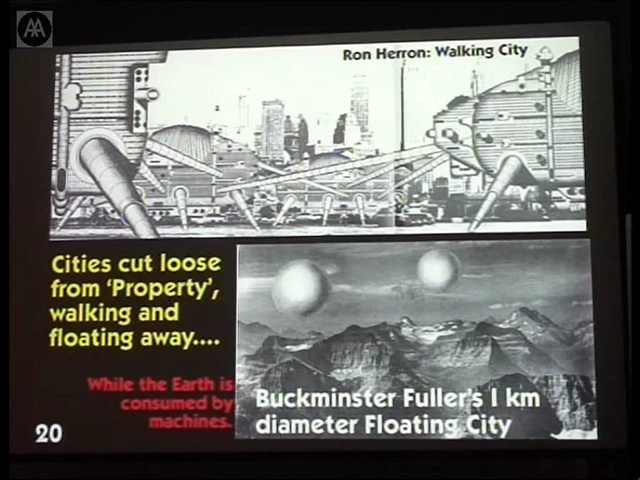 AA
Ron Herron: Walking City
Cities cut loose
from 'Property',
walking and
floating away....
While the Earth is
consumed by
machines.
Buckminster Fuller's 1 km
diameter Floating City
20